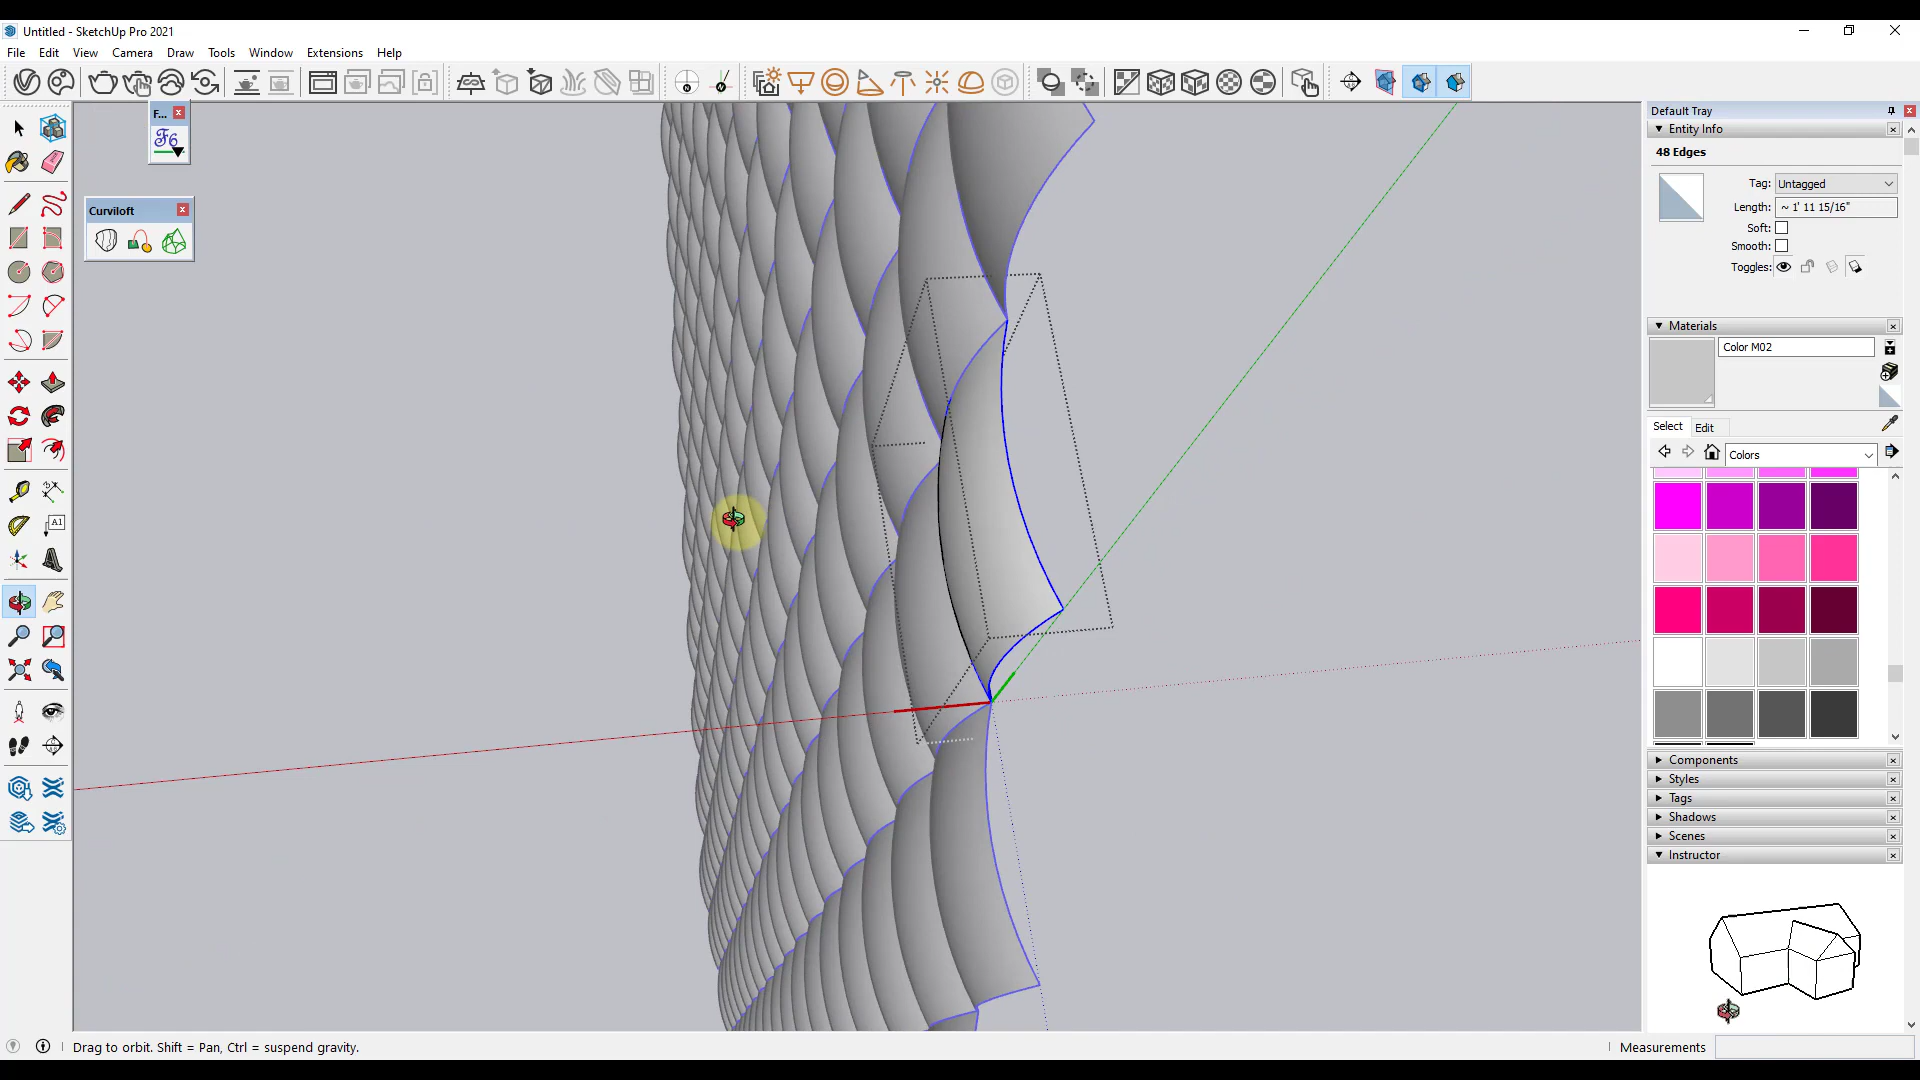 Untitled - SketchUp Pro 2021
File Edit View Camera Draw Tools Window Extensions Help
F...
F6
Curviloft
A1
Default Tray
Entity Info
48 Edges
Tag: Untagged
Length: ~ 1' 11 15/16"
Soft:
Smooth:
Toggles:
Materials
Color M02
Select Edit
Colors
Components
Styles
Tags
Shadows
Scenes
Instructor
Drag to orbit. Shift = Pan, Ctrl = suspend gravity.
Measurements